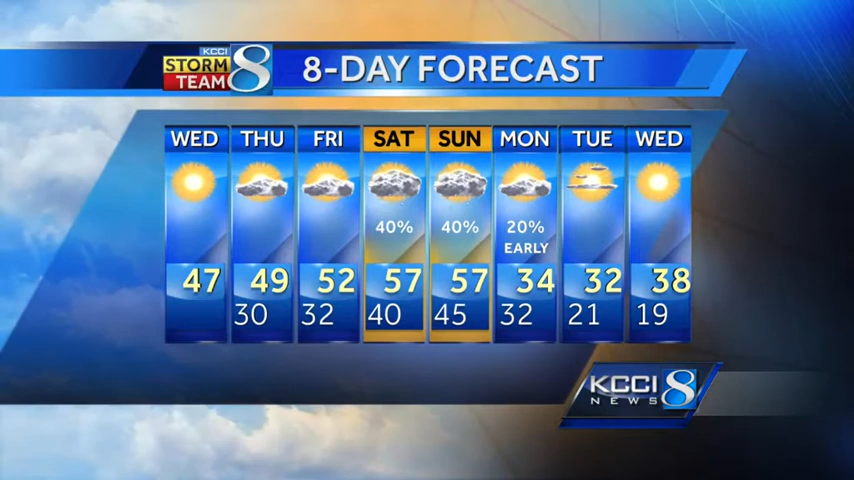 KCCI
STORM
TEAM 8
8-DAY FORECAST
WED THU FRI SAT SUN MON TUE WED
40% 40% 20%
EARLY
47 49 52 57 57 34 32 38
30 32 40 45 32 21 19
KCCI 8
NEWS